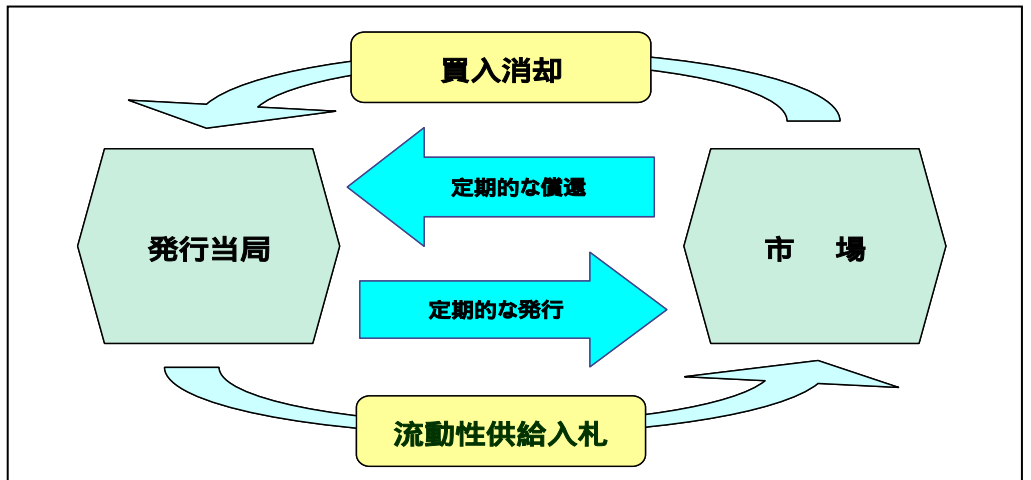 買入消却
定期的な償還
発行当局
市　場
定期的な発行
流動性供給入札